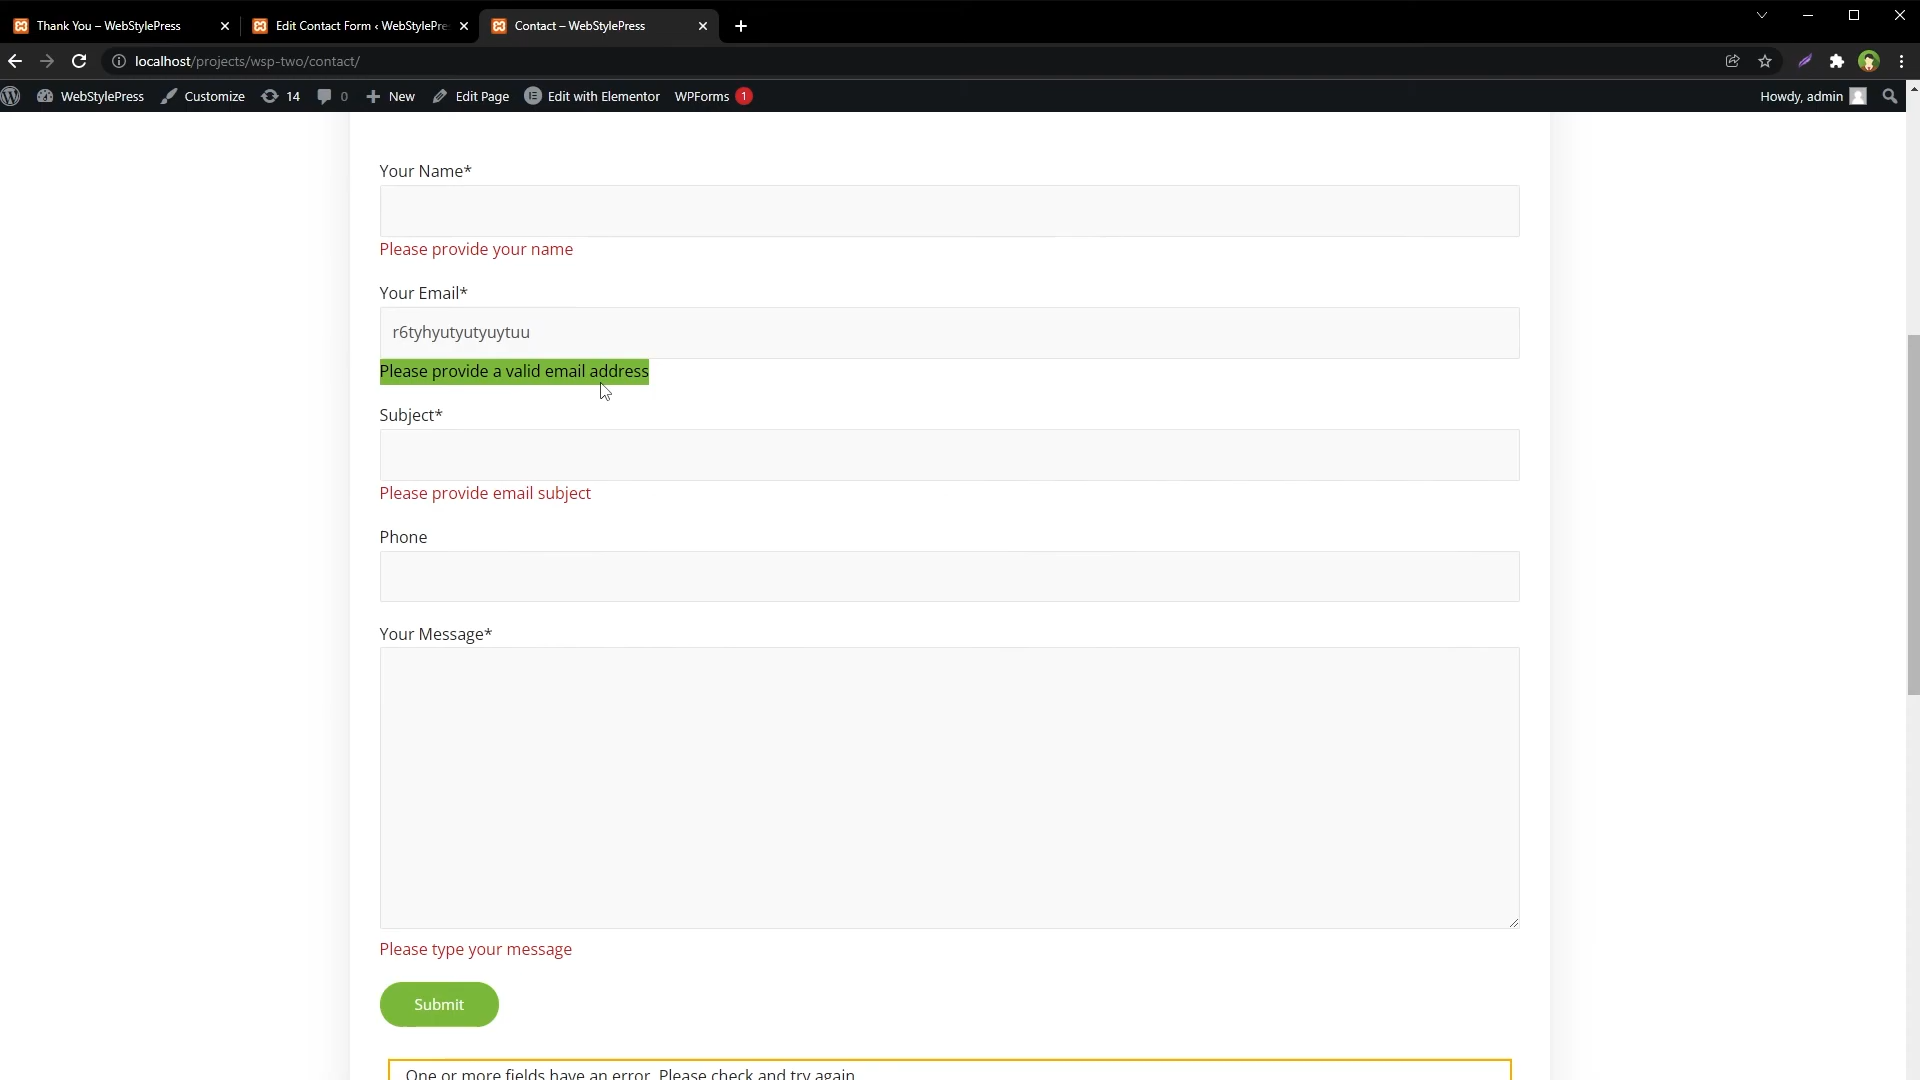 Thank You – WebStylePress
Edit Contact Form ‹ WebStylePre
Contact – WebStylePress
localhost/projects/wsp-two/contact/
WebStylePress
Customize
14
0
New
Edit Page
Edit with Elementor
WPForms 1
Howdy, admin
Your Name*
Please provide your name
Your Email*
r6tyhyutyutyuytuu
Please provide a valid email address
Subject*
Please provide email subject
Phone
Your Message*
Please type your message
Submit
One or more fields have an error. Please check and try again.